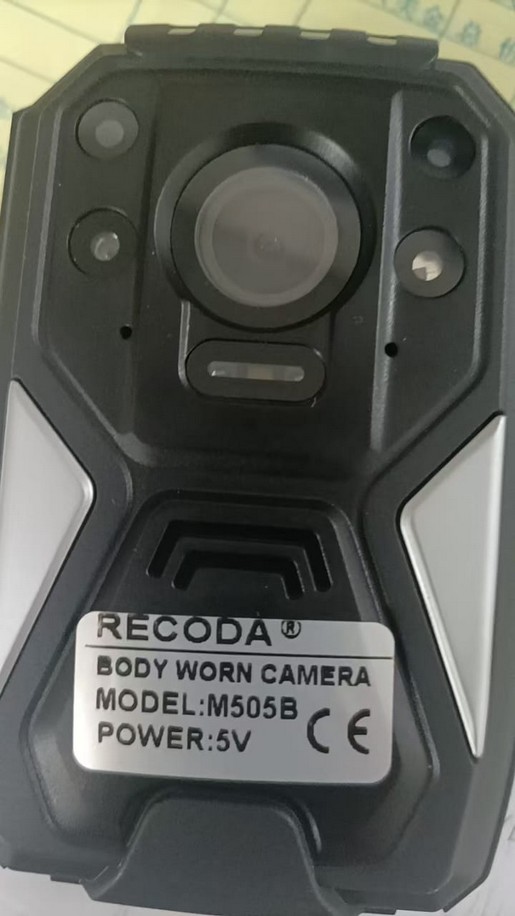 RECODA®
BODY WORN CAMERA
MODEL:M505B
POWER:5V CE